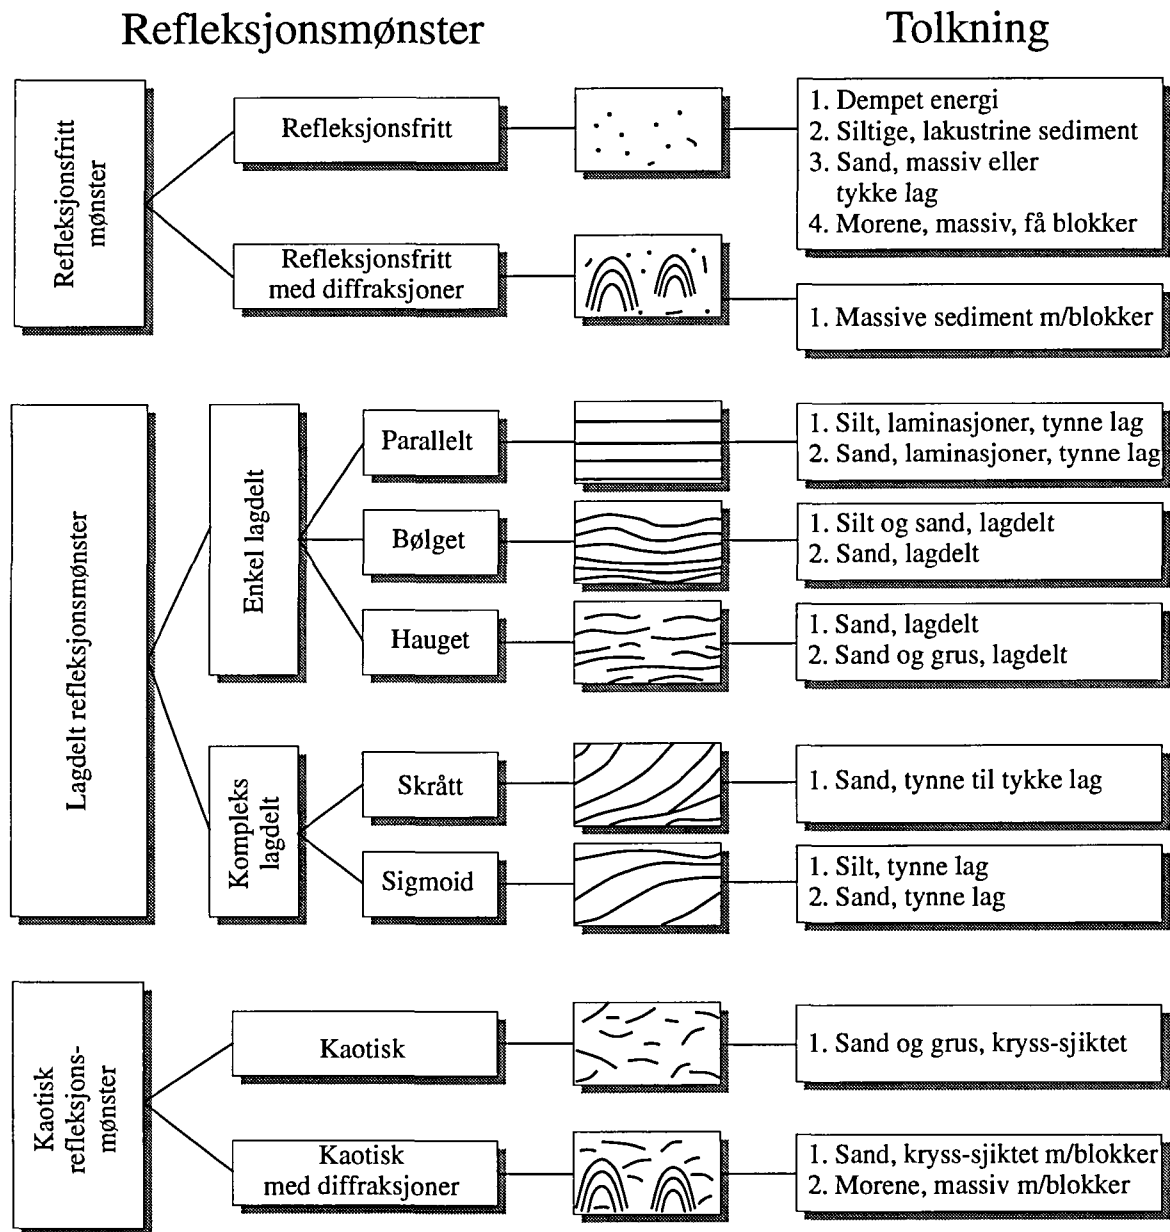 Refleksjonsmønster
Tolkning
Refleksjonsfritt
mønster
Refleksjonsfritt
1. Dempet energi
2. Siltige, lakustrine sediment
3. Sand, massiv eller
tykke lag
4. Morene, massiv, få blokker
Refleksjonsfritt
med diffraksjoner
1. Massive sediment m/blokker
Lagdelt refleksjonsmønster
Enkel lagdelt
Parallelt
1. Silt, laminasjoner, tynne lag
2. Sand, laminasjoner, tynne lag
Bølget
1. Silt og sand, lagdelt
2. Sand, lagdelt
Hauget
1. Sand, lagdelt
2. Sand og grus, lagdelt
Kompleks
lagdelt
Skrått
1. Sand, tynne til tykke lag
Sigmoid
1. Silt, tynne lag
2. Sand, tynne lag
Kaotisk
refleksjons-
mønster
Kaotisk
1. Sand og grus, kryss-sjiktet
Kaotisk
med diffraksjoner
1. Sand, kryss-sjiktet m/blokker
2. Morene, massiv m/blokker